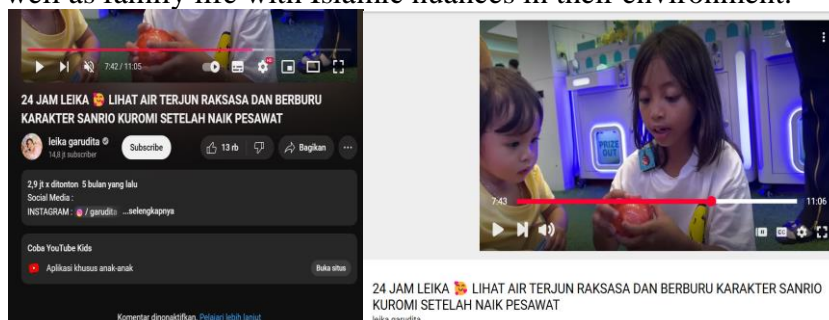 well as family life with Islamic nuances in their environment.
7:42 / 11:05
24 JAM LEIKA 🥰 LIHAT AIR TERJUN RAKSASA DAN BERBURU
KARAKTER SANRIO KUROMI SETELAH NAIK PESAWAT
leika garudita
14,8 jt subscriber
Subscribe
13 rb
Bagikan
2,9 jt x ditonton 5 bulan yang lalu
Social Media :
INSTAGRAM : / garudita ...selengkapnya
Coba YouTube Kids
Aplikasi khusus anak-anak
Buka situs
Komentar dinonaktifkan. Pelajari lebih lanjut
PRIZE
OUT
7:43
11:06
24 JAM LEIKA 🥰 LIHAT AIR TERJUN RAKSASA DAN BERBURU KARAKTER SANRIO
KUROMI SETELAH NAIK PESAWAT
leika garudita